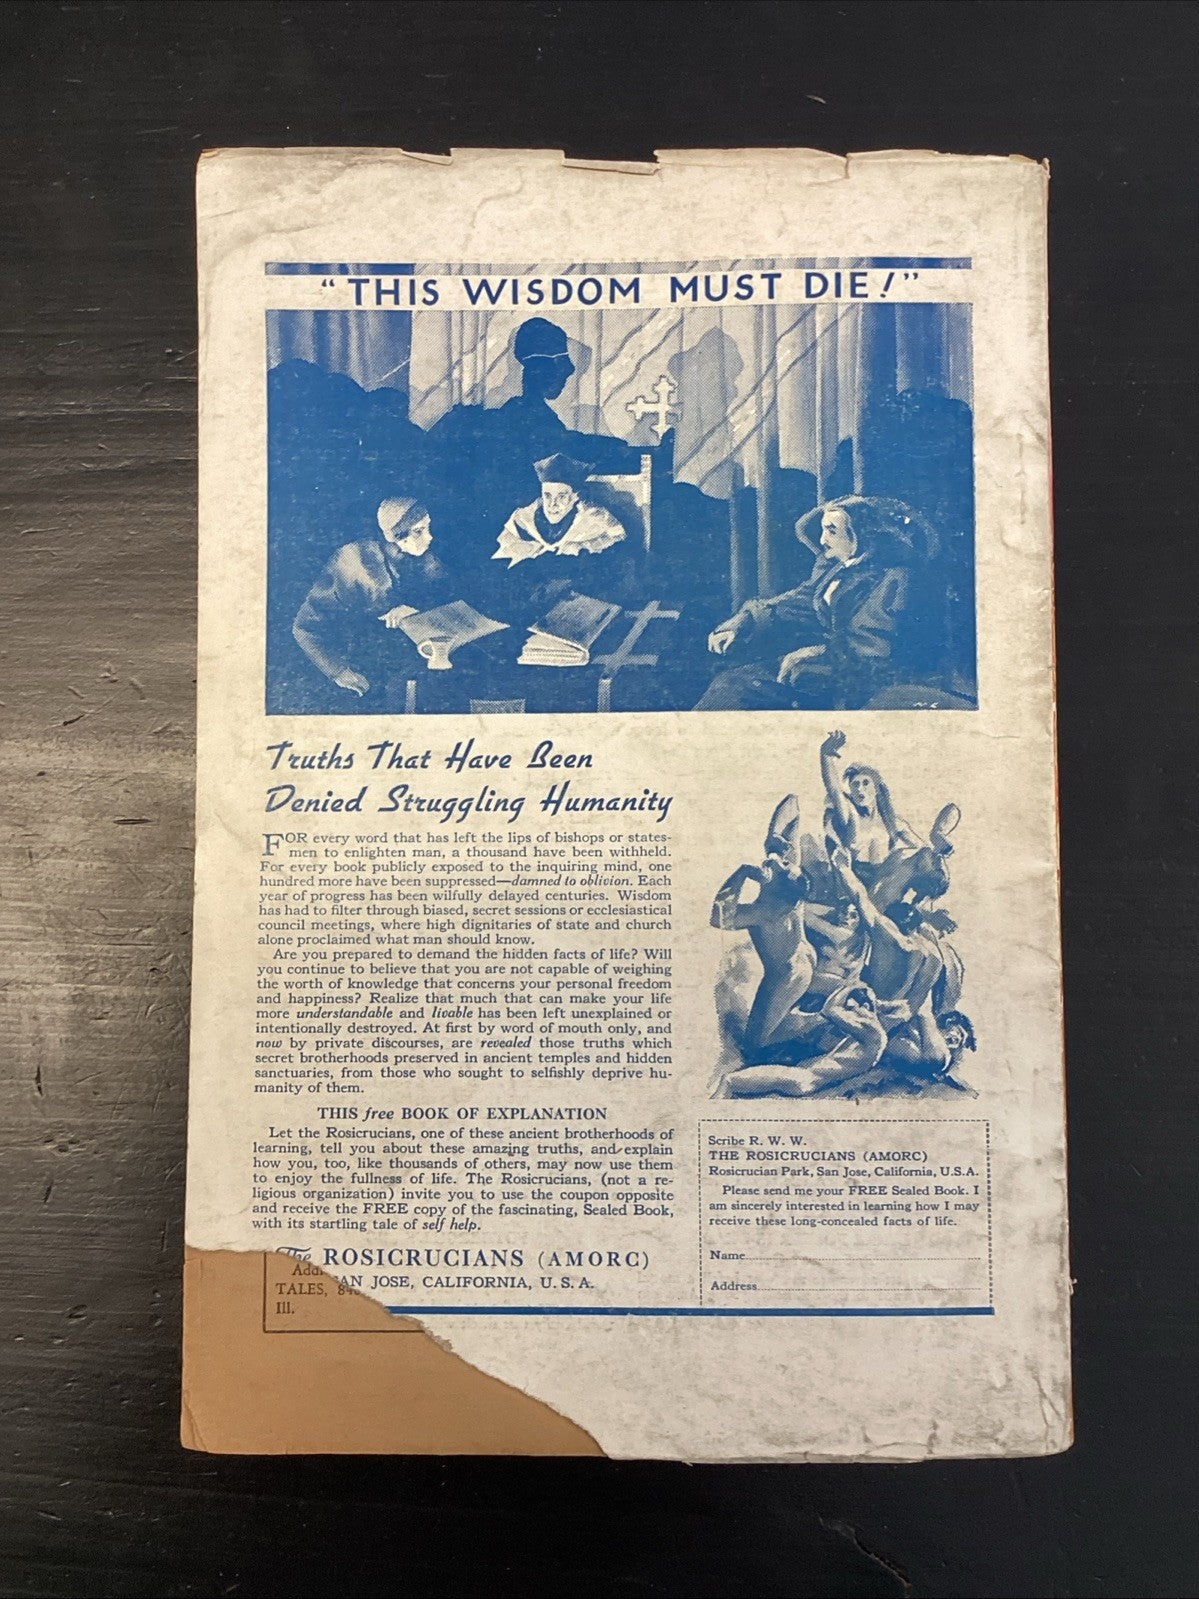 “THIS WISDOM MUST DIE!”
Truths That Have Been
Denied Struggling Humanity
FOR every word that has left the lips of bishops or states-
men to enlighten man, a thousand have been withheld.
For every book publicly exposed to the inquiring mind, one
hundred more have been suppressed—damned to oblivion. Each
year of progress has been wilfully delayed centuries. Wisdom
has had to filter through biased, secret sessions or ecclesiastical
council meetings, where high dignitaries of state and church
alone proclaimed what man should know.
Are you prepared to demand the hidden facts of life? Will
you continue to believe that you are not capable of weighing
the worth of knowledge that concerns your personal freedom
and happiness? Realize that much that can make your life
more understandable and livable has been left unexplained or
intentionally destroyed. At first by word of mouth only, and
now by private discourses, are revealed those truths which
secret brotherhoods preserved in ancient temples and hidden
sanctuaries, from those who sought to selfishly deprive hu-
manity of them.
THIS free BOOK OF EXPLANATION
Let the Rosicrucians, one of these ancient brotherhoods of
learning, tell you about these amazing truths, and explain
how you, too, like thousands of others, may now use them
to enjoy the fullness of life. The Rosicrucians, (not a re-
ligious organization) invite you to use the coupon opposite
and receive the FREE copy of the fascinating, Sealed Book,
with its startling tale of self help.
The ROSICRUCIANS (AMORC)
SAN JOSE, CALIFORNIA, U. S. A.
TALES,
Ill.
Scribe R. W. W.
THE ROSICRUCIANS (AMORC)
Rosicrucian Park, San Jose, California, U.S.A.
Please send me your FREE Sealed Book. I
am sincerely interested in learning how I may
receive these long-concealed facts of life.
Name
Address